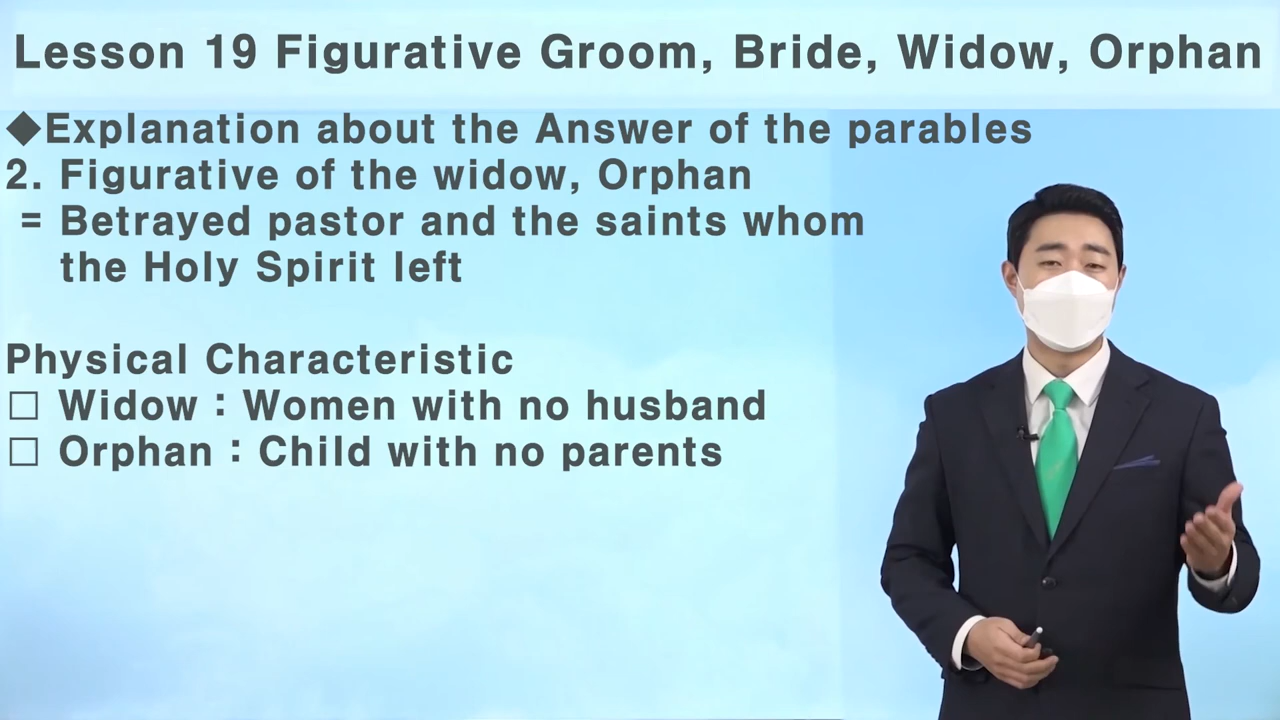 Lesson 19 Figurative Groom, Bride, Widow, Orphan
◆Explanation about the Answer of the parables
2. Figurative of the widow, Orphan
= Betrayed pastor and the saints whom
the Holy Spirit left
Physical Characteristic
□ Widow : Women with no husband
□ Orphan : Child with no parents